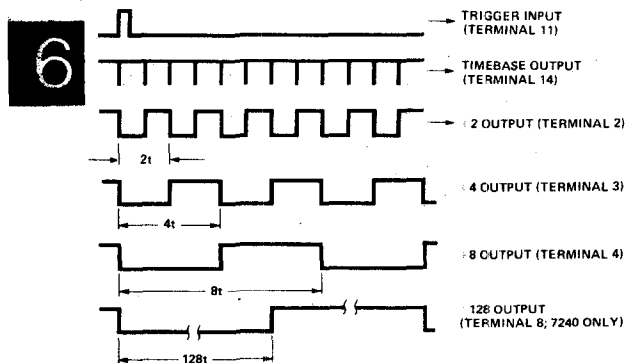 6
TRIGGER INPUT
(TERMINAL 11)
TIMEBASE OUTPUT
(TERMINAL 14)
÷2 OUTPUT (TERMINAL 2)
2t
÷4 OUTPUT (TERMINAL 3)
4t
÷8 OUTPUT (TERMINAL 4)
8t
128 OUTPUT
(TERMINAL 8; 7240 ONLY)
128t